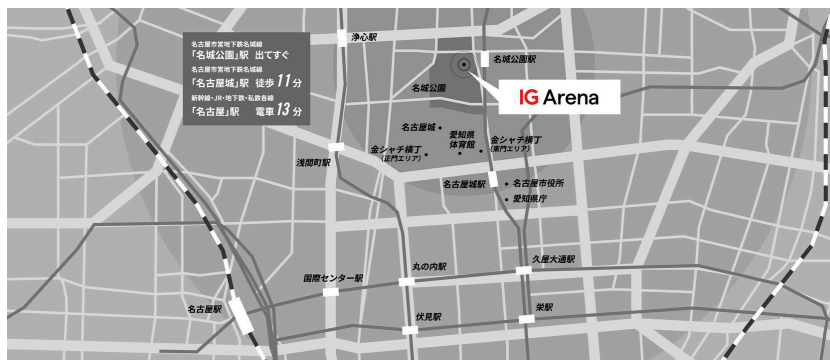 名古屋市営地下鉄名城線
「名城公園」駅 出てすぐ
名古屋市営地下鉄名城線
「名古屋城」駅 徒歩 11 分
新幹線・JR・地下鉄・私鉄各線
「名古屋」駅 電車 13 分
浄心駅
名城公園駅
名城公園
IG Arena
名古屋城
愛知県
体育館
金シャチ横丁
(正門エリア)
金シャチ横丁
(東門エリア)
浅間町駅
名古屋城駅
名古屋市役所
愛知県庁
国際センター駅
丸の内駅
久屋大通駅
名古屋駅
伏見駅
栄駅